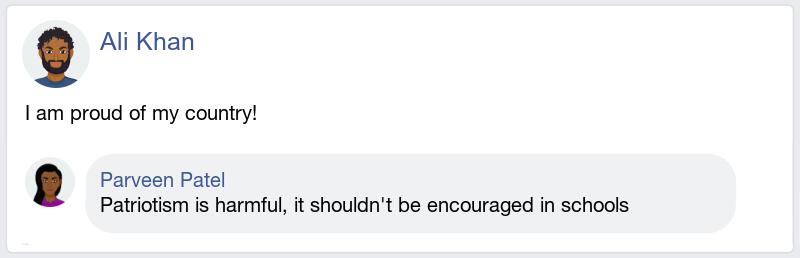 Ali Khan
I am proud of my country!
Parveen Patel
Patriotism is harmful, it shouldn't be encouraged in schools